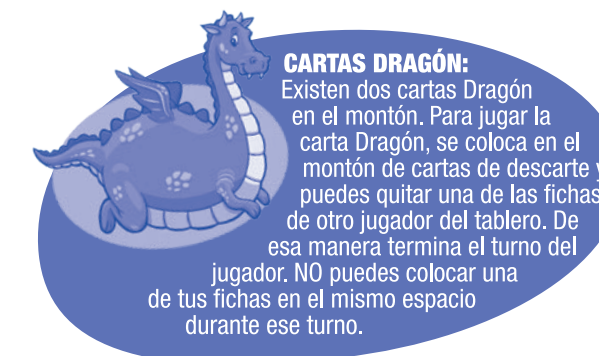 CARTAS DRAGÓN:
Existen dos cartas Dragón
en el montón. Para jugar la
carta Dragón, se coloca en el
montón de cartas de descarte y
puedes quitar una de las fichas
de otro jugador del tablero. De
esa manera termina el turno del
jugador. NO puedes colocar una
de tus fichas en el mismo espacio
durante ese turno.